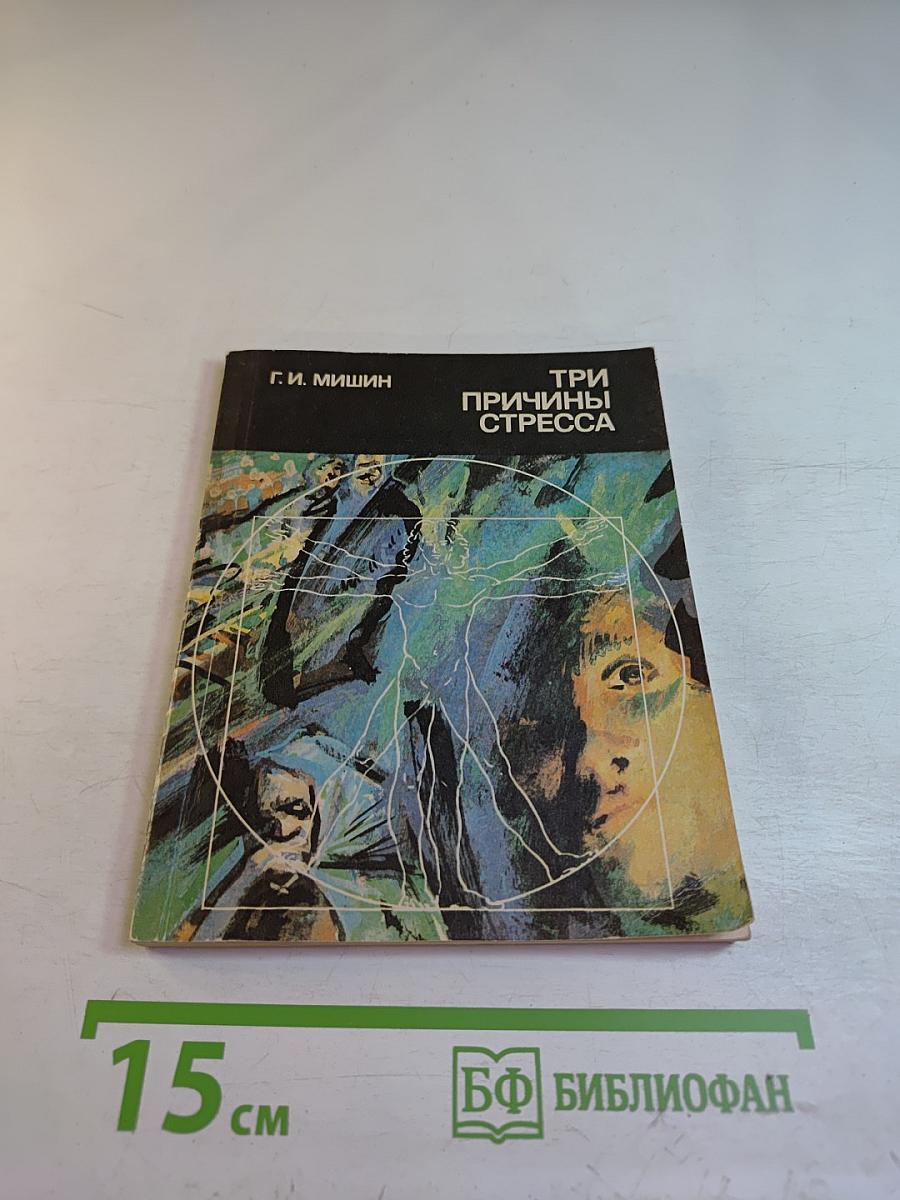 Г. И. МИШИН
ТРИ
ПРИЧИНЫ
СТРЕССА
15 см
БФ БИБЛИОФАН